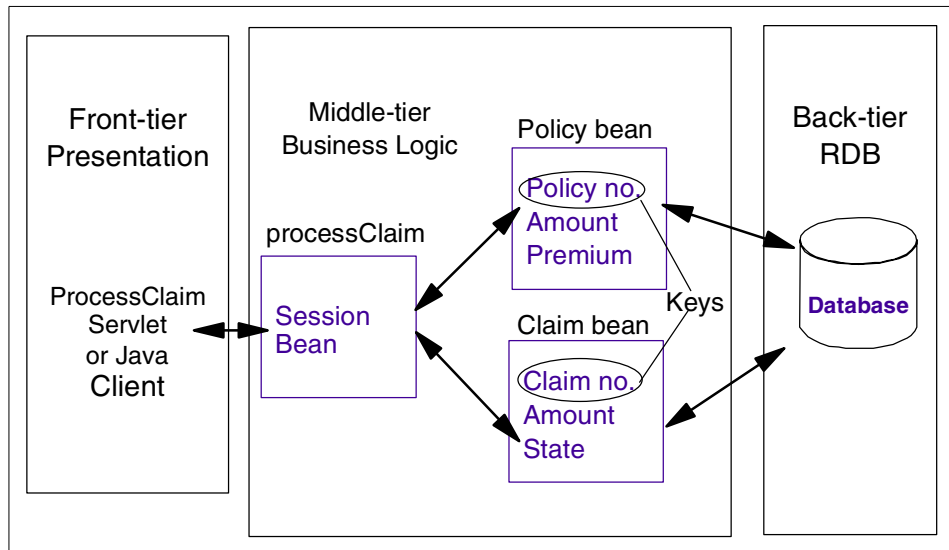 Front-tier
Presentation
ProcessClaim
Servlet
or Java
Client
Middle-tier
Business Logic
processClaim
Session
Bean
Policy bean
Policy no.
Amount
Premium
Keys
Claim bean
Claim no.
Amount
State
Back-tier
RDB
Database